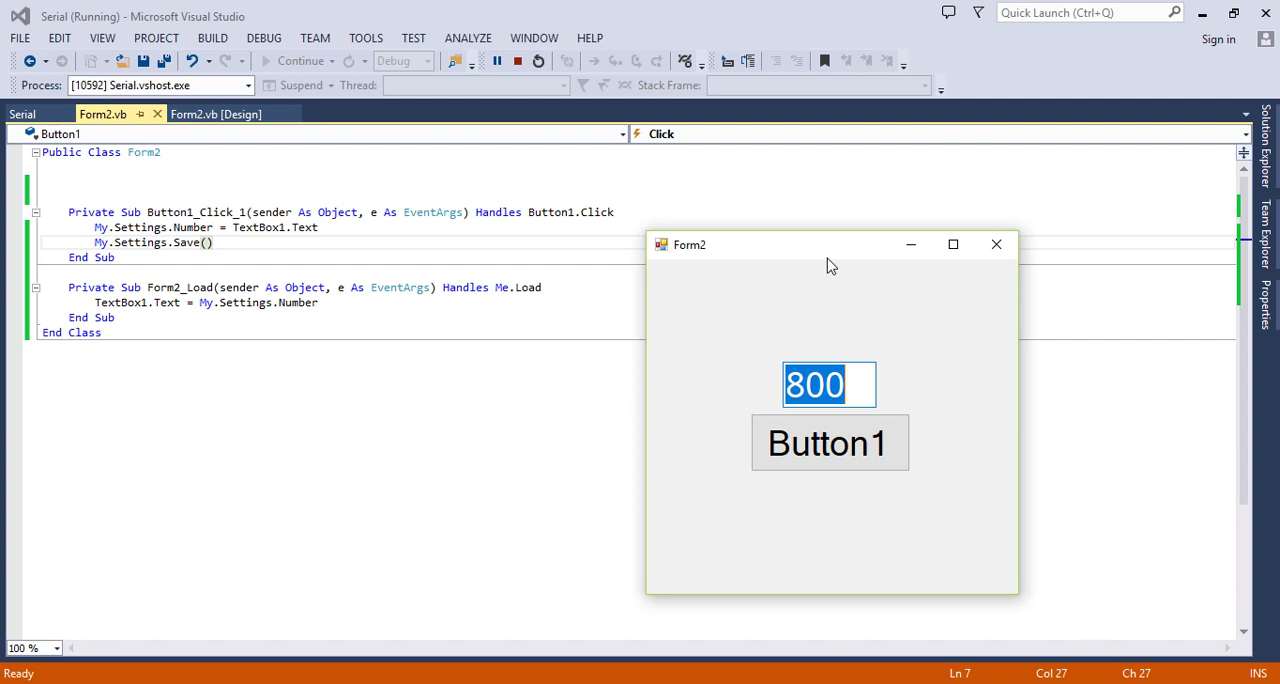 Serial (Running) - Microsoft Visual Studio
Quick Launch (Ctrl+Q)
FILE EDIT VIEW PROJECT BUILD DEBUG TEAM TOOLS TEST ANALYZE WINDOW HELP
Sign in
Continue Debug
Process: [10592] Serial.vshost.exe Suspend Thread: Stack Frame:
Serial Form2.vb Form2.vb [Design]
Button1 Click
Public Class Form2
Private Sub Button1_Click_1(sender As Object, e As EventArgs) Handles Button1.Click
My.Settings.Number = TextBox1.Text
My.Settings.Save()
End Sub
Private Sub Form2_Load(sender As Object, e As EventArgs) Handles Me.Load
TextBox1.Text = My.Settings.Number
End Sub
End Class
Form2
800
Button1
Solution Explorer
Team Explorer
Properties
100 %
Ready Ln 7 Col 27 Ch 27 INS